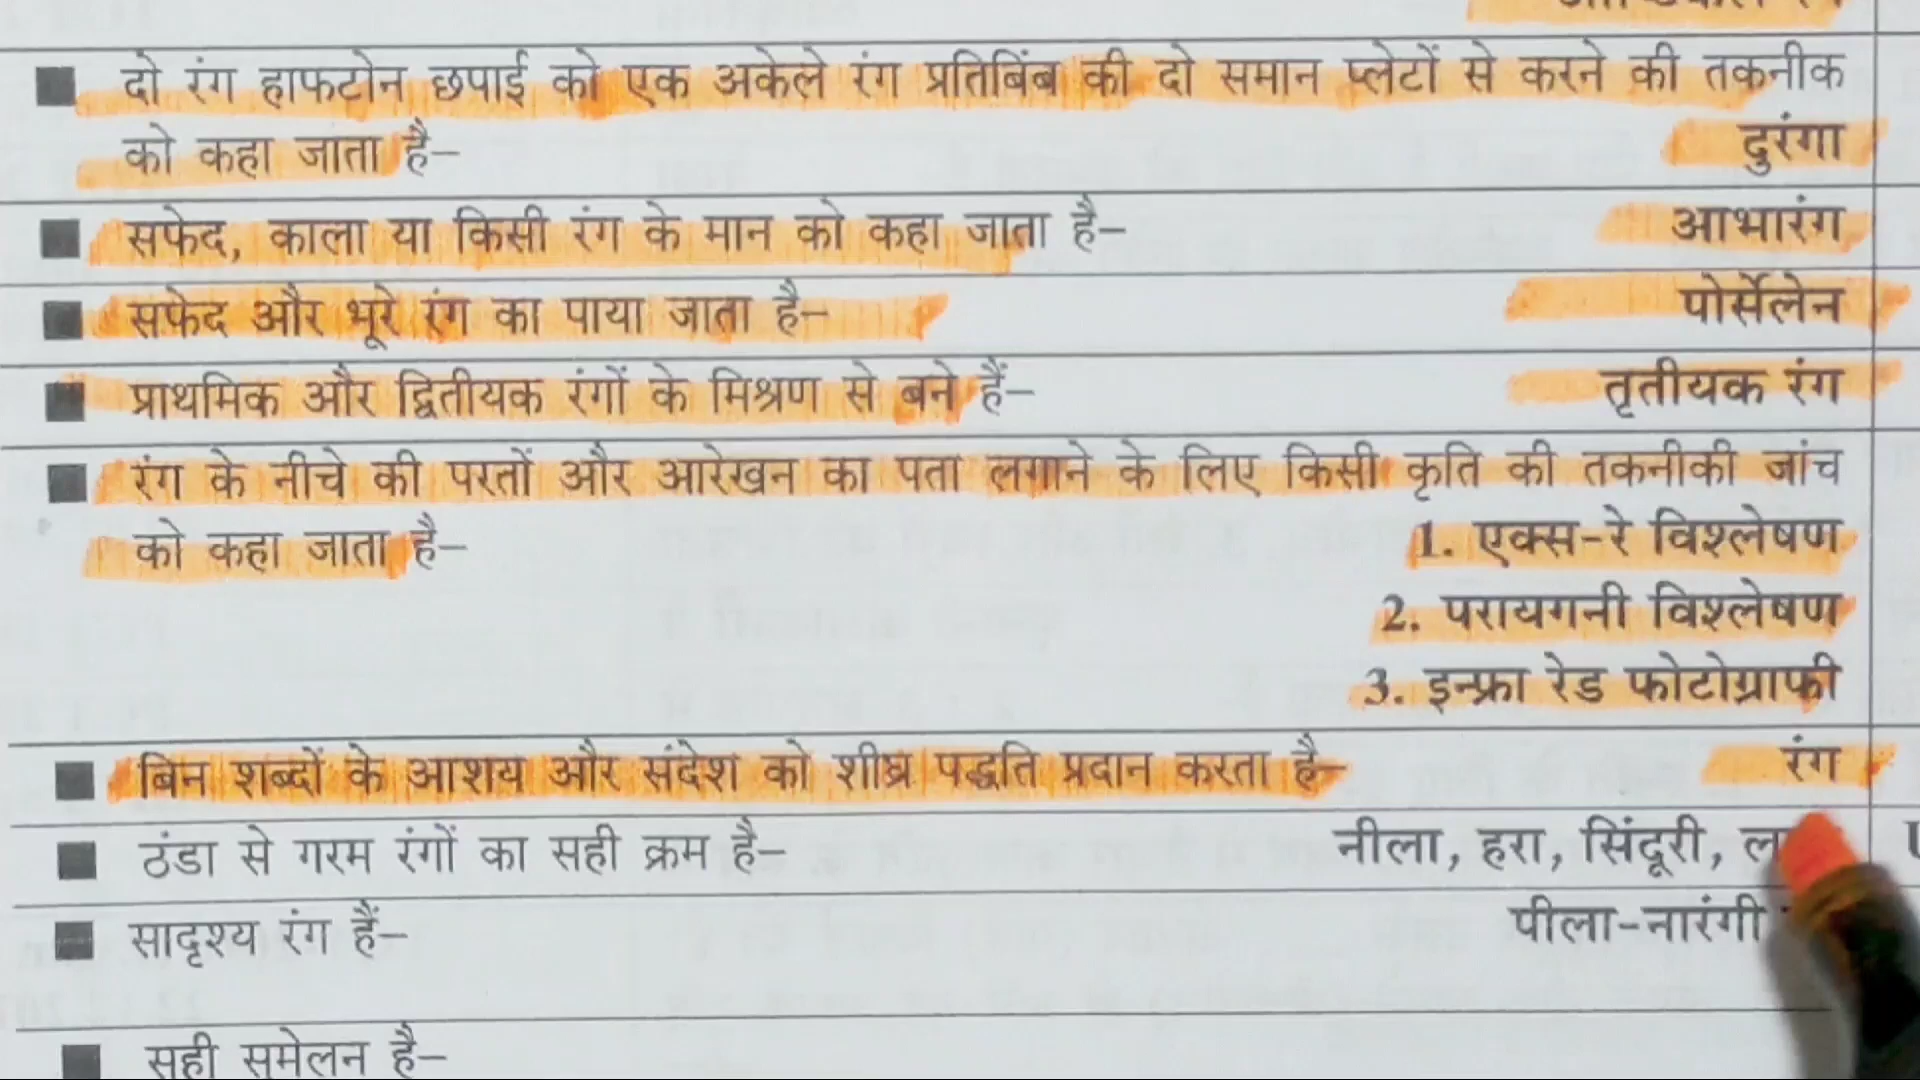 ■ दो रंग हाफटोन छपाई को एक अकेले रंग प्रतिबिंब की दो समान प्लेटों से करने की तकनीक
को कहा जाता है– दुरंगा
■ सफेद, काला या किसी रंग के मान को कहा जाता है– आभारंग
■ सफेद और भूरे रंग का पाया जाता है– पोर्सेलेन
■ प्राथमिक और द्वितीयक रंगों के मिश्रण से बने हैं– तृतीयक रंग
■ रंग के नीचे की परतों और आरेखन का पता लगाने के लिए किसी कृति की तकनीकी जांच
को कहा जाता है– 1. एक्स-रे विश्लेषण
2. परायगनी विश्लेषण
3. इन्फ्रा रेड फोटोग्राफी
■ बिन शब्दों के आशय और संदेश को शीघ्र पद्धति प्रदान करता है– रंग
■ ठंडा से गरम रंगों का सही क्रम है– नीला, हरा, सिंदूरी,
■ सादृश्य रंग हैं– पीला-नारंगी
■ सही सुमेलन है–